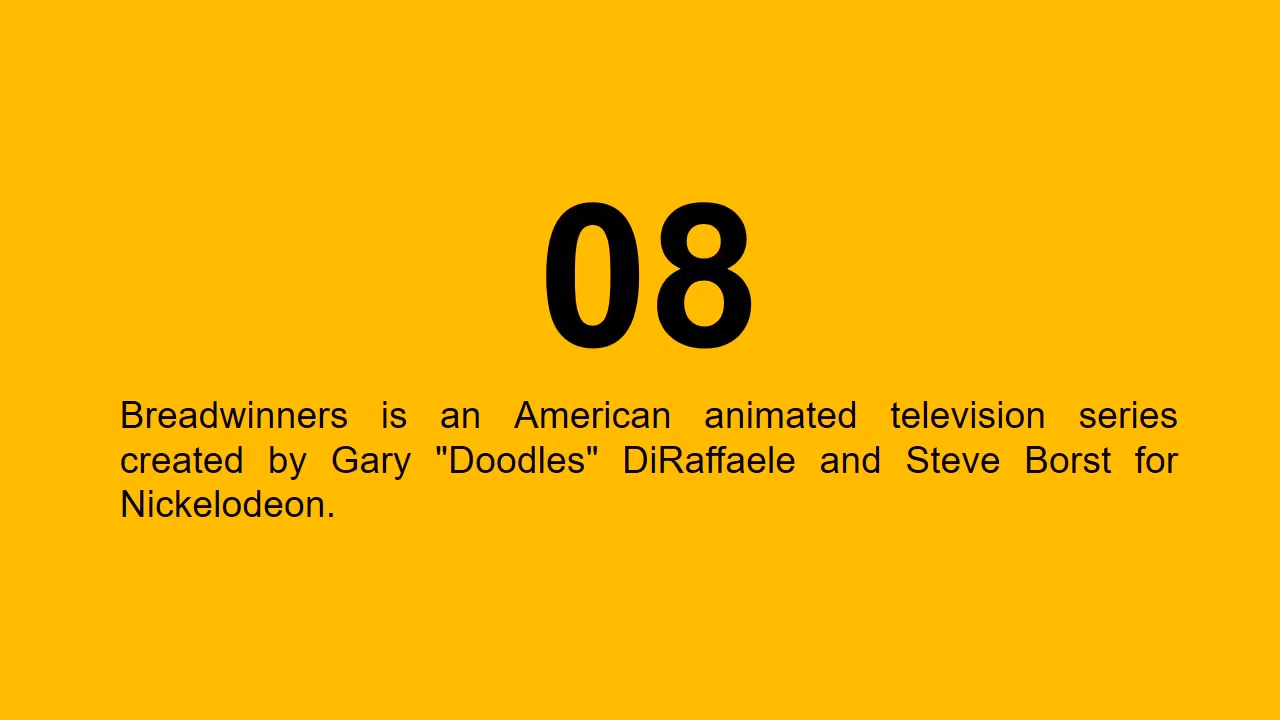 08
Breadwinners is an American animated television series
created by Gary "Doodles" DiRaffaele and Steve Borst for
Nickelodeon.